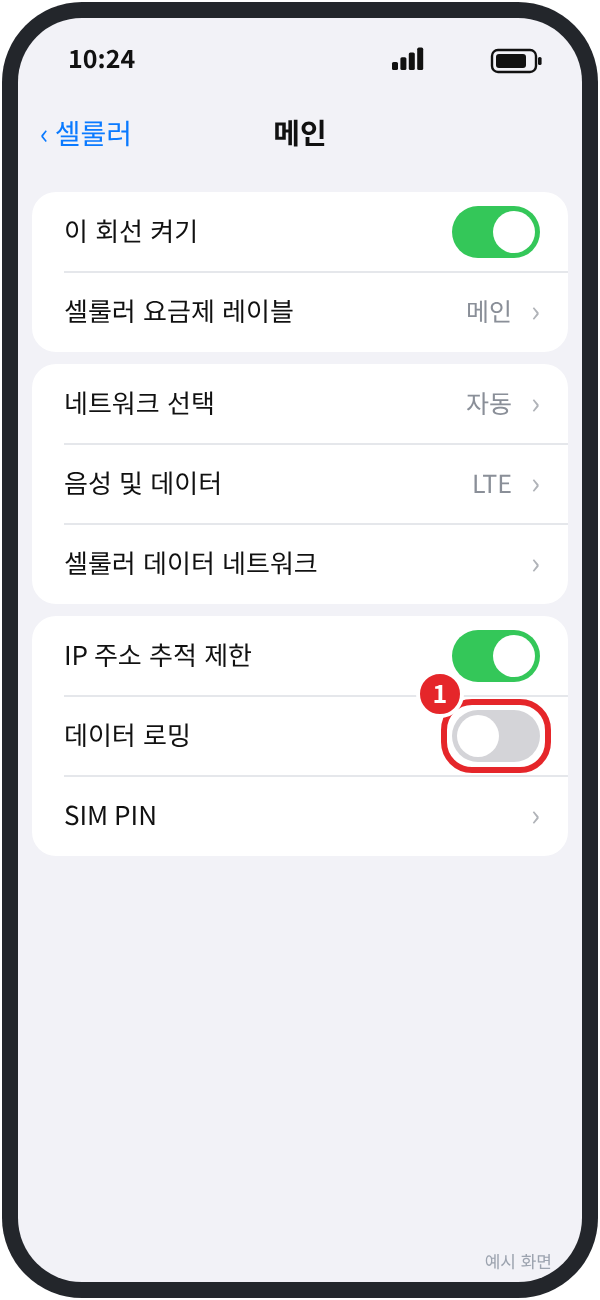 10:24
‹ 셀룰러 메인
이 회선 켜기
셀룰러 요금제 레이블 메인 ›
네트워크 선택 자동 ›
음성 및 데이터 LTE ›
셀룰러 데이터 네트워크 ›
IP 주소 추적 제한
1
데이터 로밍
SIM PIN ›
예시 화면